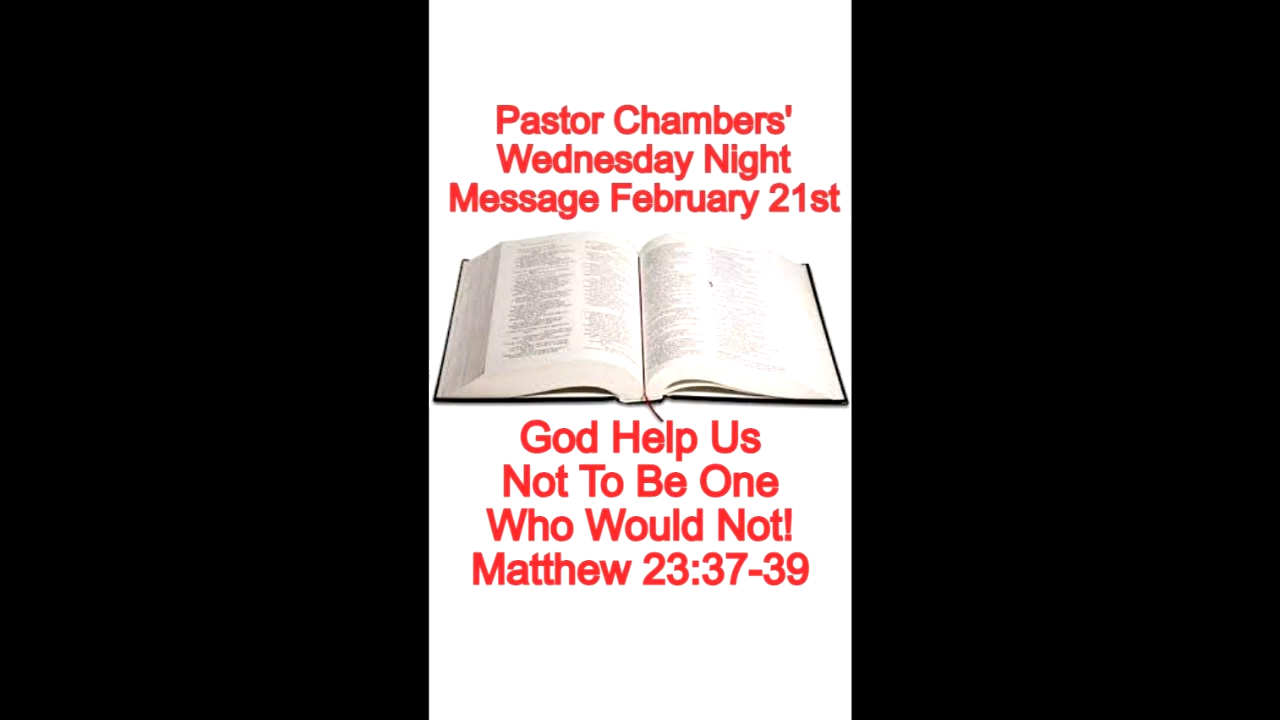 Pastor Chambers'
Wednesday Night
Message February 21st
God Help Us
Not To Be One
Who Would Not!
Matthew 23:37-39